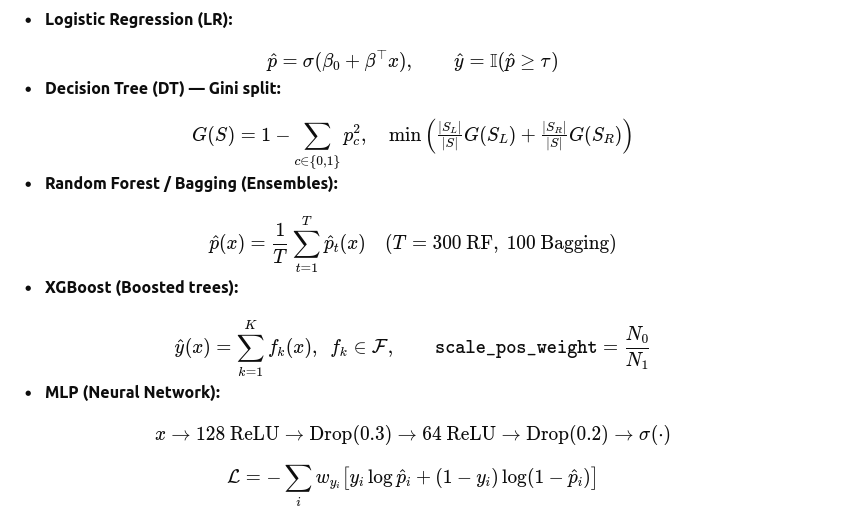 • Logistic Regression (LR):
p̂ = σ(β₀ + β^⊤x),  ŷ = 𝕀(p̂ ≥ τ)
• Decision Tree (DT) — Gini split:
G(S) = 1 − ∑_{c∈{0,1}} p_c²,  min (|S_L|/|S| G(S_L) + |S_R|/|S| G(S_R))
• Random Forest / Bagging (Ensembles):
p̂(x) = 1/T ∑_{t=1}^{T} p̂_t(x)  (T = 300 RF, 100 Bagging)
• XGBoost (Boosted trees):
ŷ(x) = ∑_{k=1}^{K} f_k(x), f_k ∈ ℱ,  scale_pos_weight = N₀/N₁
• MLP (Neural Network):
x → 128 ReLU → Drop(0.3) → 64 ReLU → Drop(0.2) → σ(·)
ℒ = −∑_i w_{y_i} [y_i log p̂_i + (1 − y_i) log(1 − p̂_i)]